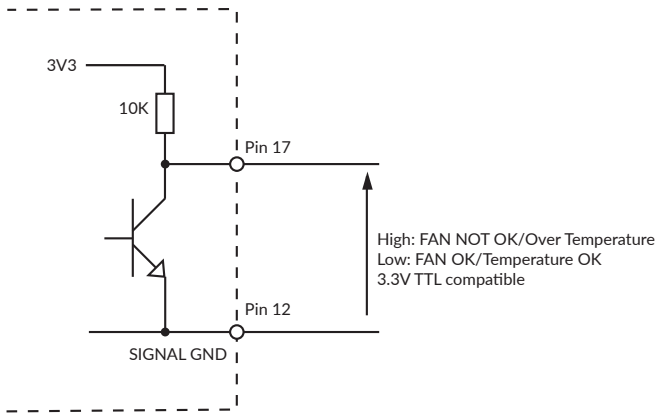 3V3
10K
Pin 17
High: FAN NOT OK/Over Temperature
Low: FAN OK/Temperature OK
3.3V TTL compatible
Pin 12
SIGNAL GND